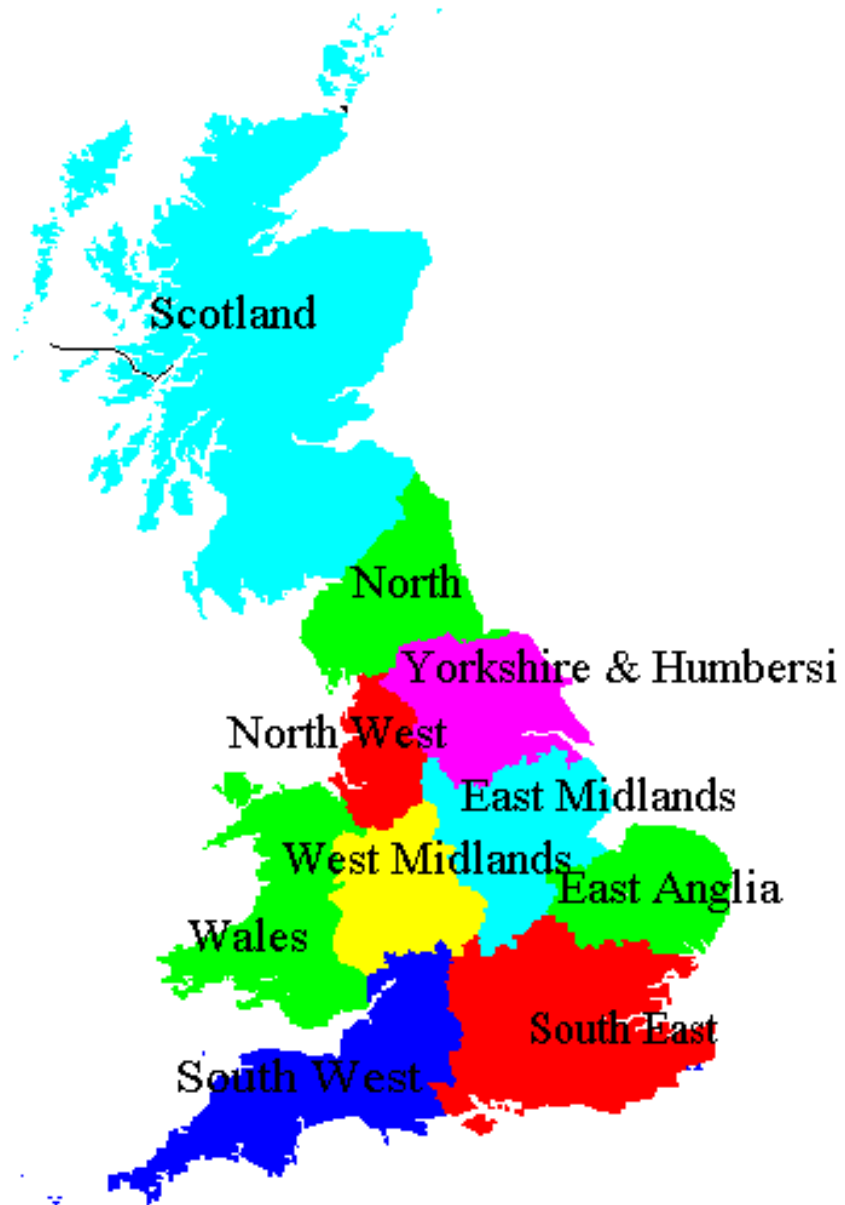 Scotland
North
Yorkshire & Humbersi
North West
East Midlands
West Midlands
East Anglia
Wales
South East
South West